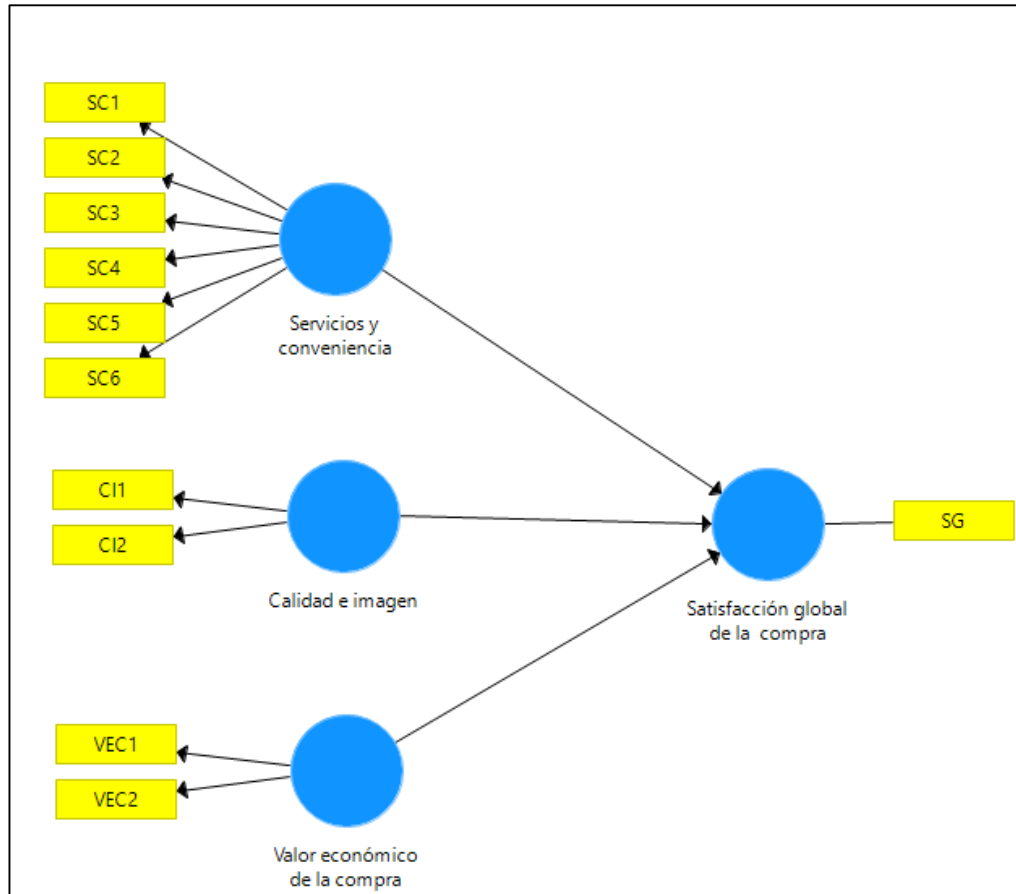 SC1
SC2
SC3
SC4
SC5
SC6
Servicios y
conveniencia
CI1
CI2
Calidad e imagen
SG
Satisfacción global
de la compra
VEC1
VEC2
Valor económico
de la compra